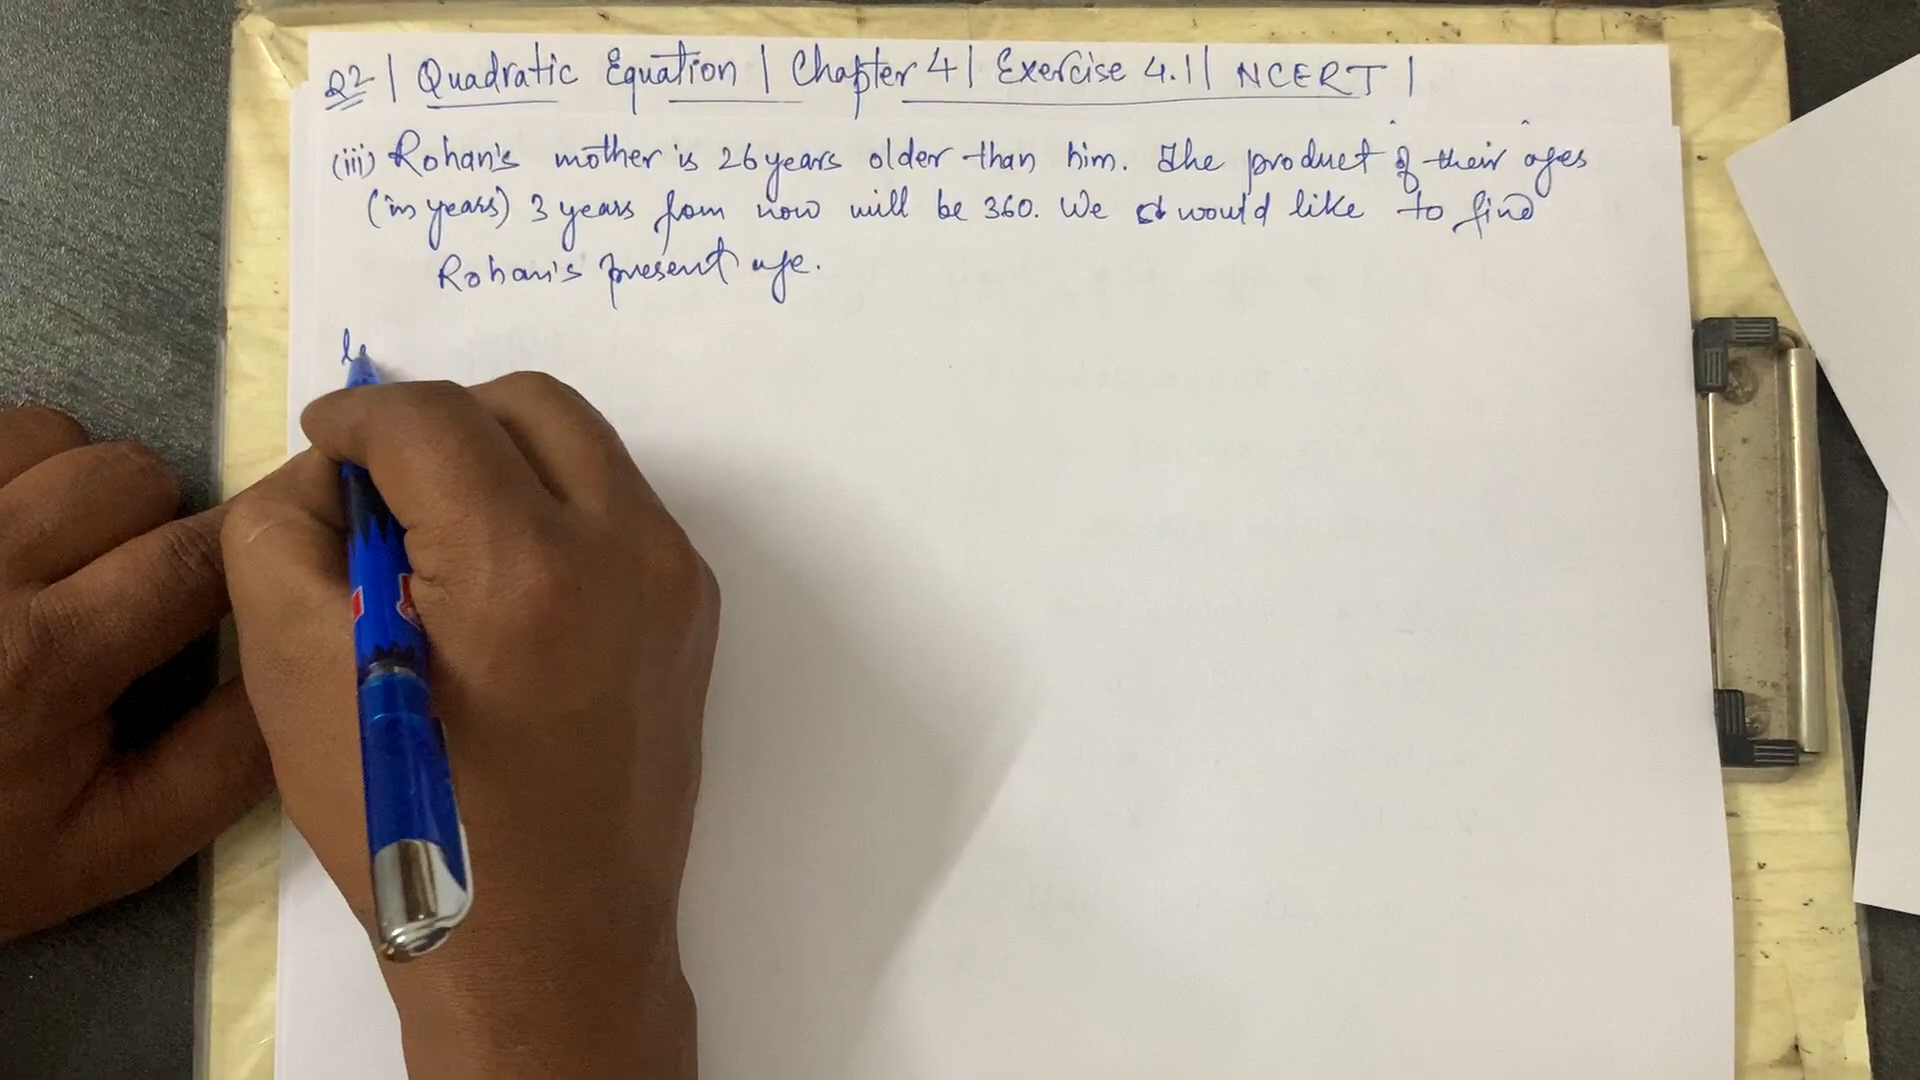 Q2 | Quadratic Equation | Chapter 4 | Exercise 4.1 | NCERT |
(iii) Rohan's mother is 26 years older than him. The product of their ages
(in years) 3 years from now will be 360. We would like to find
Rohan's present age.
le